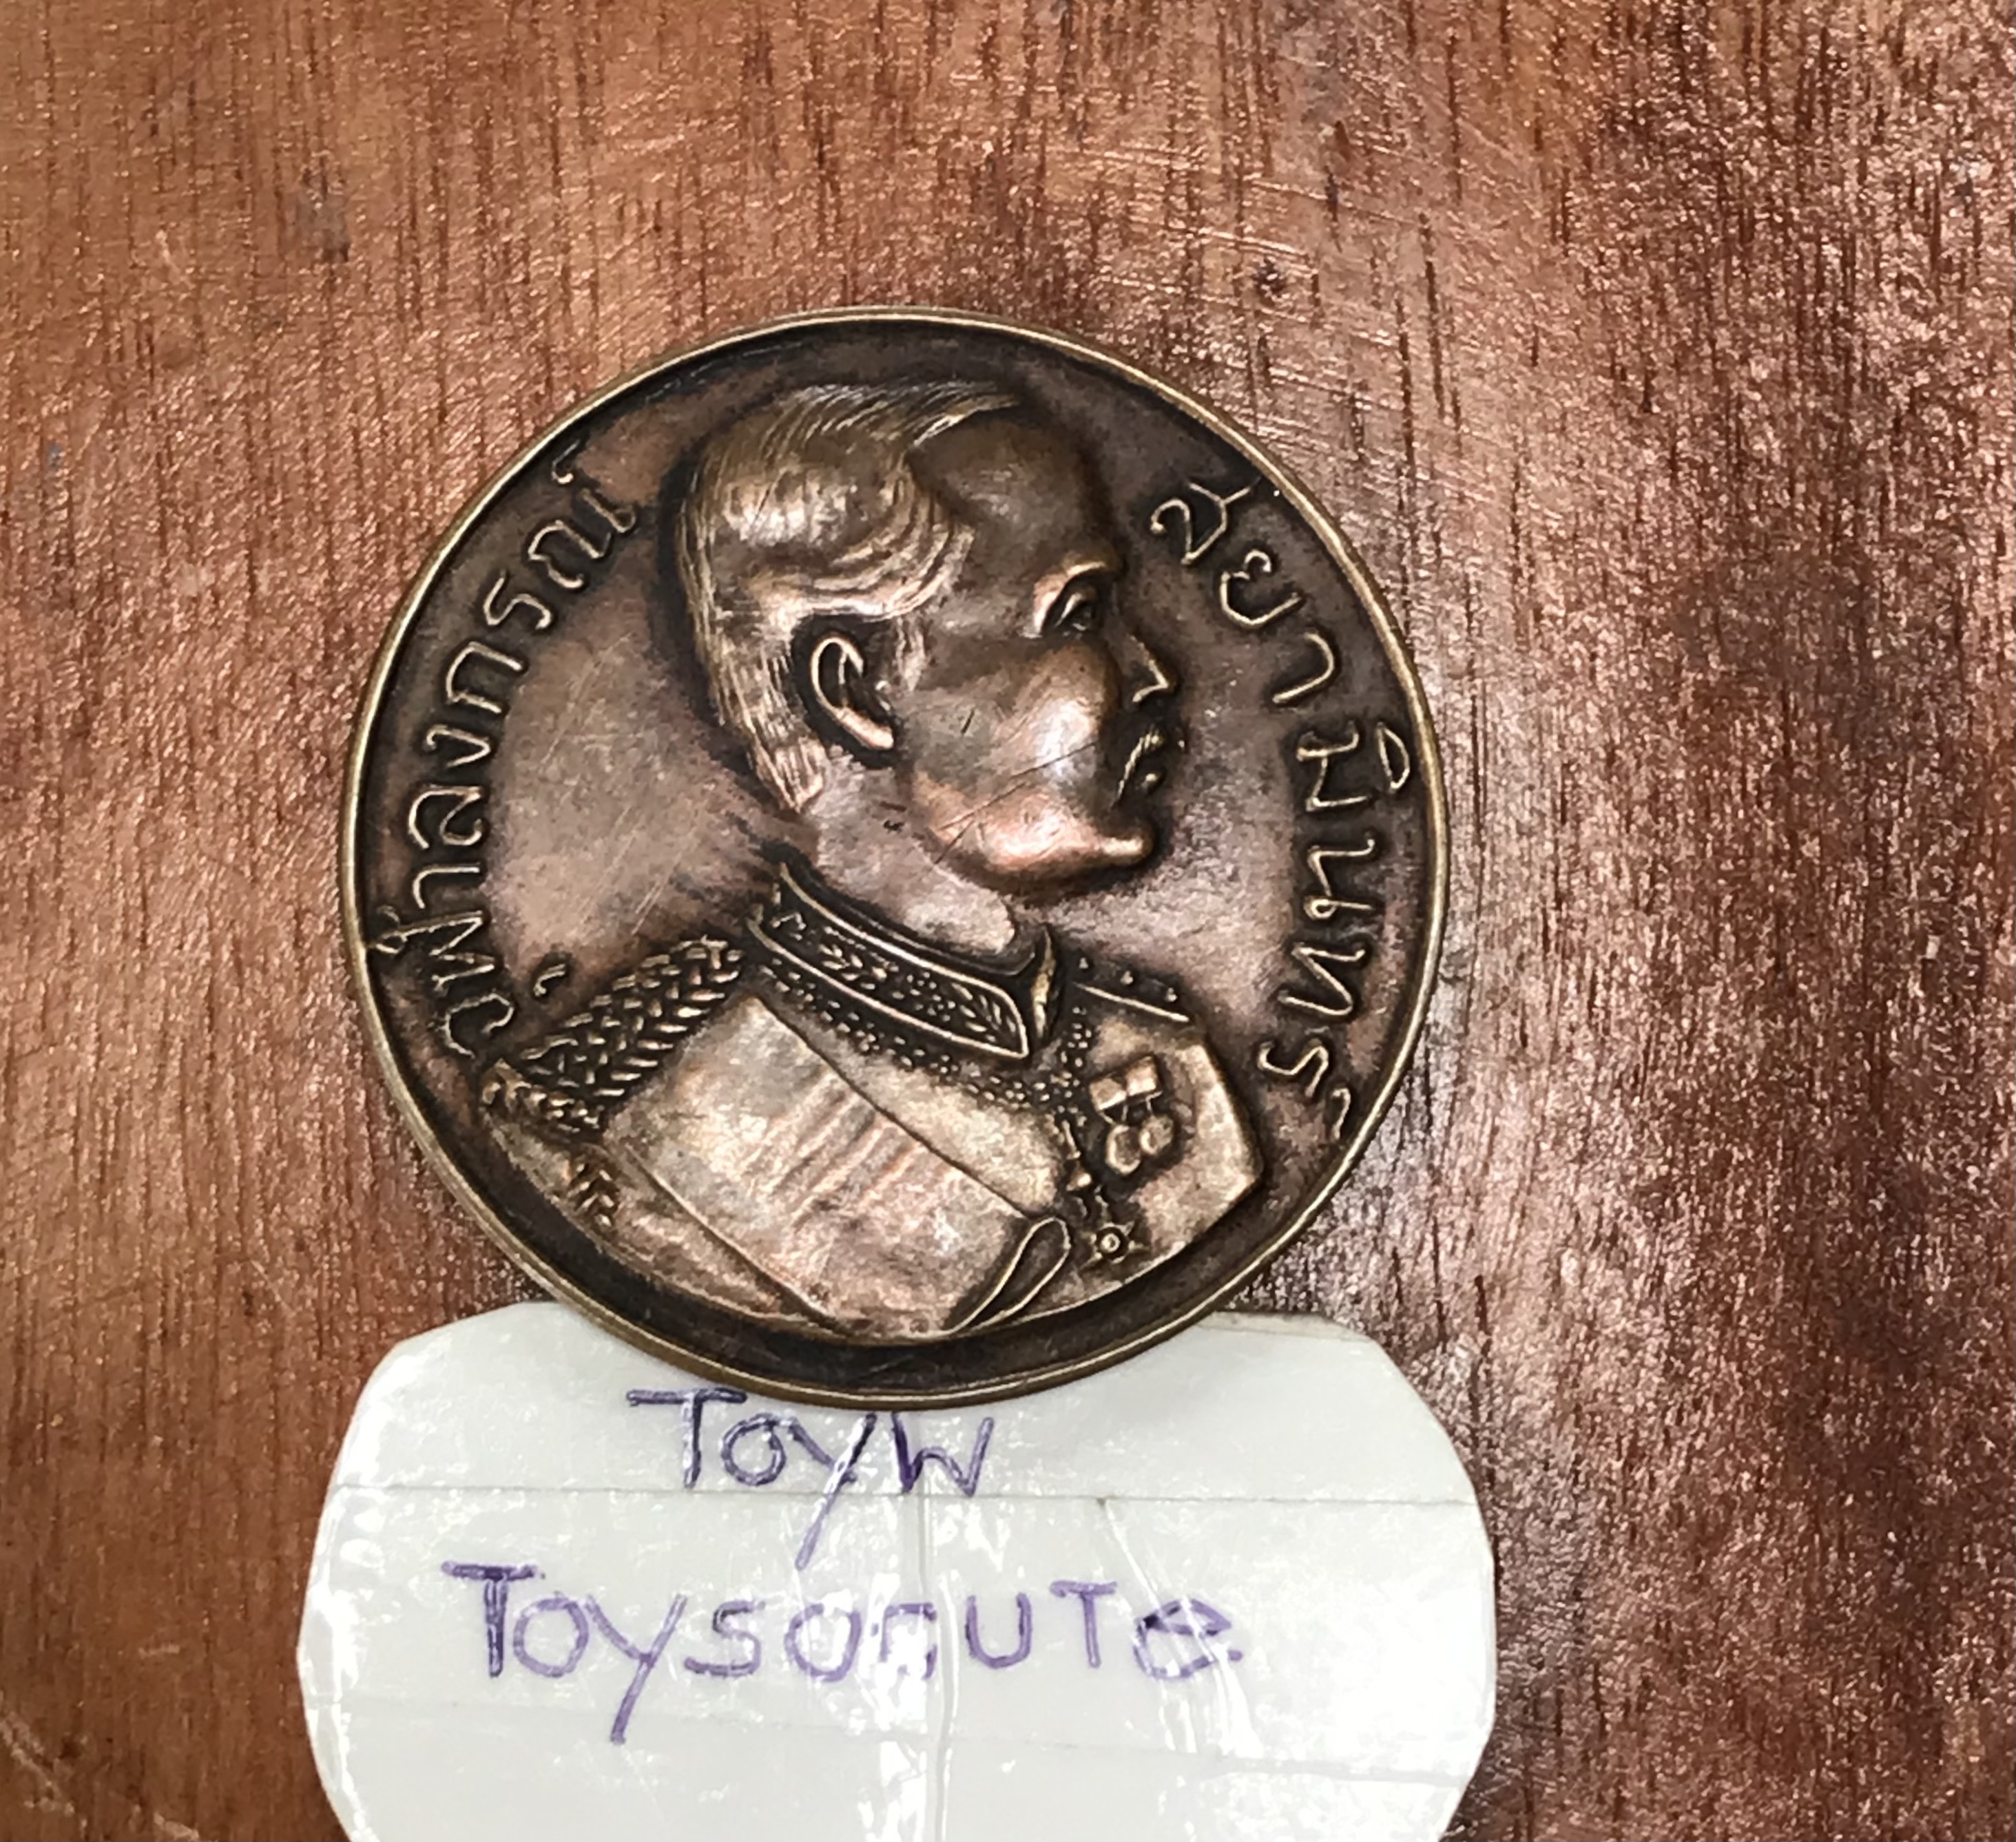 จุฬาลงกรณ์
สยามินทร์
Toyw
Toysocute